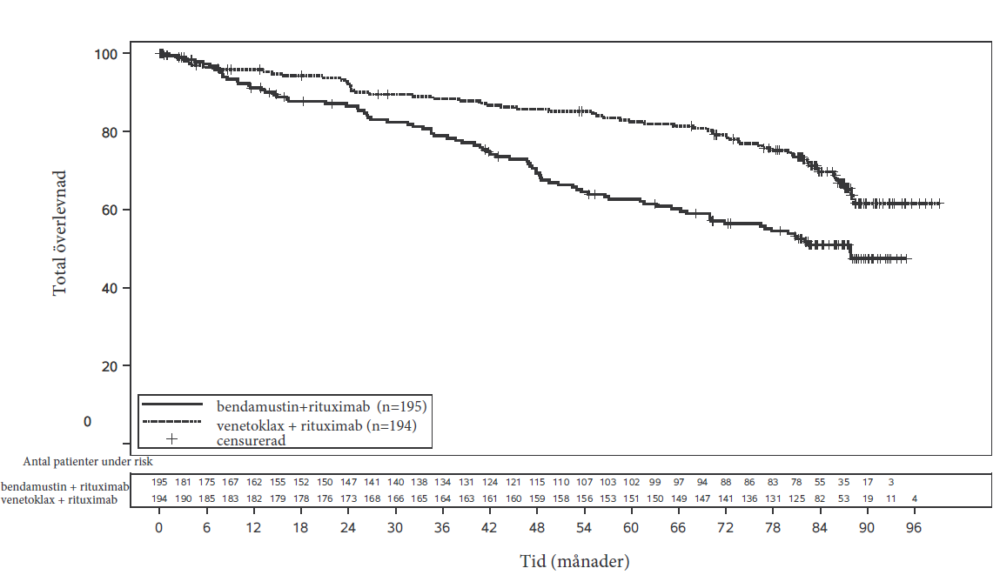 100
80
60
40
20
0
Total överlevnad
bendamustin+rituximab (n=195)
venetoklax + rituximab (n=194)
censurerad
Antal patienter under risk
bendamustin + rituximab 195 181 175 167 162 155 152 150 147 141 140 138 134 131 124 121 115 110 107 103 102 99 97 94 88 86 83 78 55 35 17 3
venetoklax + rituximab 194 190 185 183 182 179 178 176 173 168 166 165 164 163 161 160 159 158 156 153 151 150 149 147 141 136 131 125 82 53 19 11 4
0 6 12 18 24 30 36 42 48 54 60 66 72 78 84 90 96
Tid (månader)